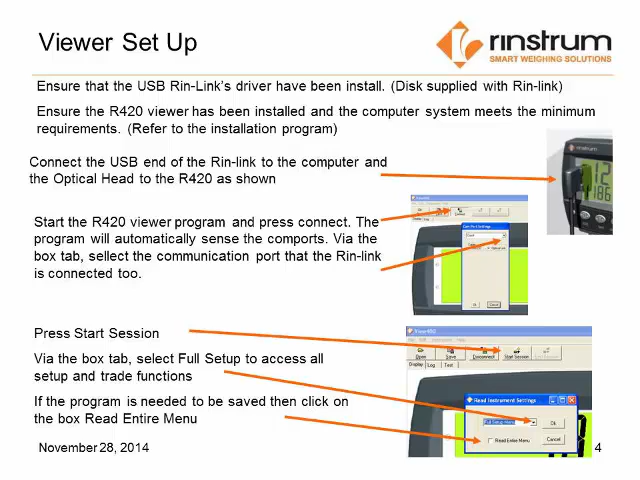 Viewer Set Up
rinstrum
SMART WEIGHING SOLUTIONS
Ensure that the USB Rin-Link's driver have been install. (Disk supplied with Rin-link)
Ensure the R420 viewer has been installed and the computer system meets the minimum
requirements. (Refer to the installation program)
Connect the USB end of the Rin-link to the computer and
the Optical Head to the R420 as shown
rinstrum
Start the R420 viewer program and press connect. The
program will automatically sense the comports. Via the
box tab, sellect the communication port that the Rin-link
is connected too.
Press Start Session
Via the box tab, select Full Setup to access all
setup and trade functions
If the program is needed to be saved then click on
the box Read Entire Menu
Open Save Disconnect Start Session
Display Log Test
Read Instrument Settings
Full Setup Menu
Ok
Read Entire Menu
Cancel
November 28, 2014
4